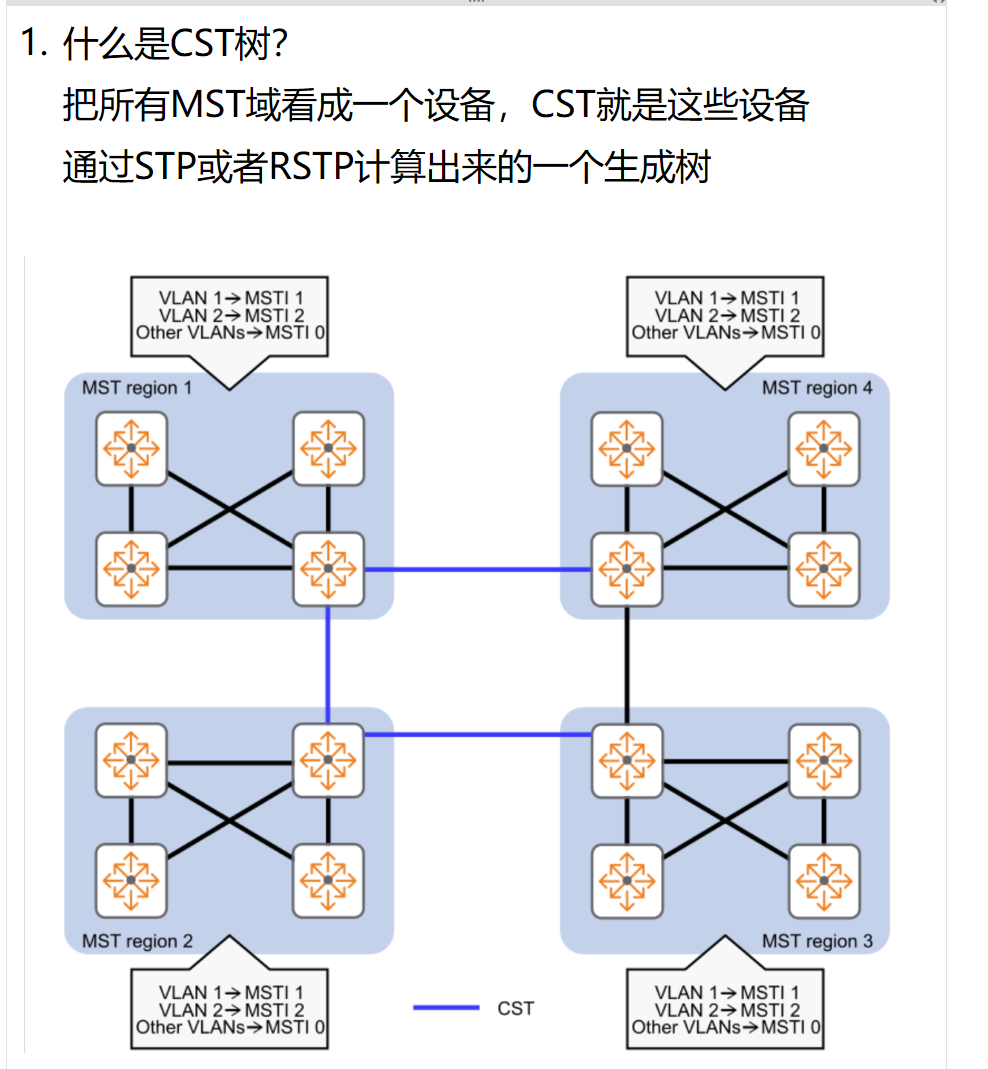 1. 什么是CST树?
把所有MST域看成一个设备，CST就是这些设备
通过STP或者RSTP计算出来的一个生成树
VLAN 1→MSTI 1
VLAN 2→MSTI 2
Other VLANs→MSTI 0
VLAN 1→MSTI 1
VLAN 2→MSTI 2
Other VLANs→MSTI 0
MST region 1
MST region 4
MST region 2
MST region 3
VLAN 1→MSTI 1
VLAN 2→MSTI 2
Other VLANs→MSTI 0
CST
VLAN 1→MSTI 1
VLAN 2→MSTI 2
Other VLANs→MSTI 0